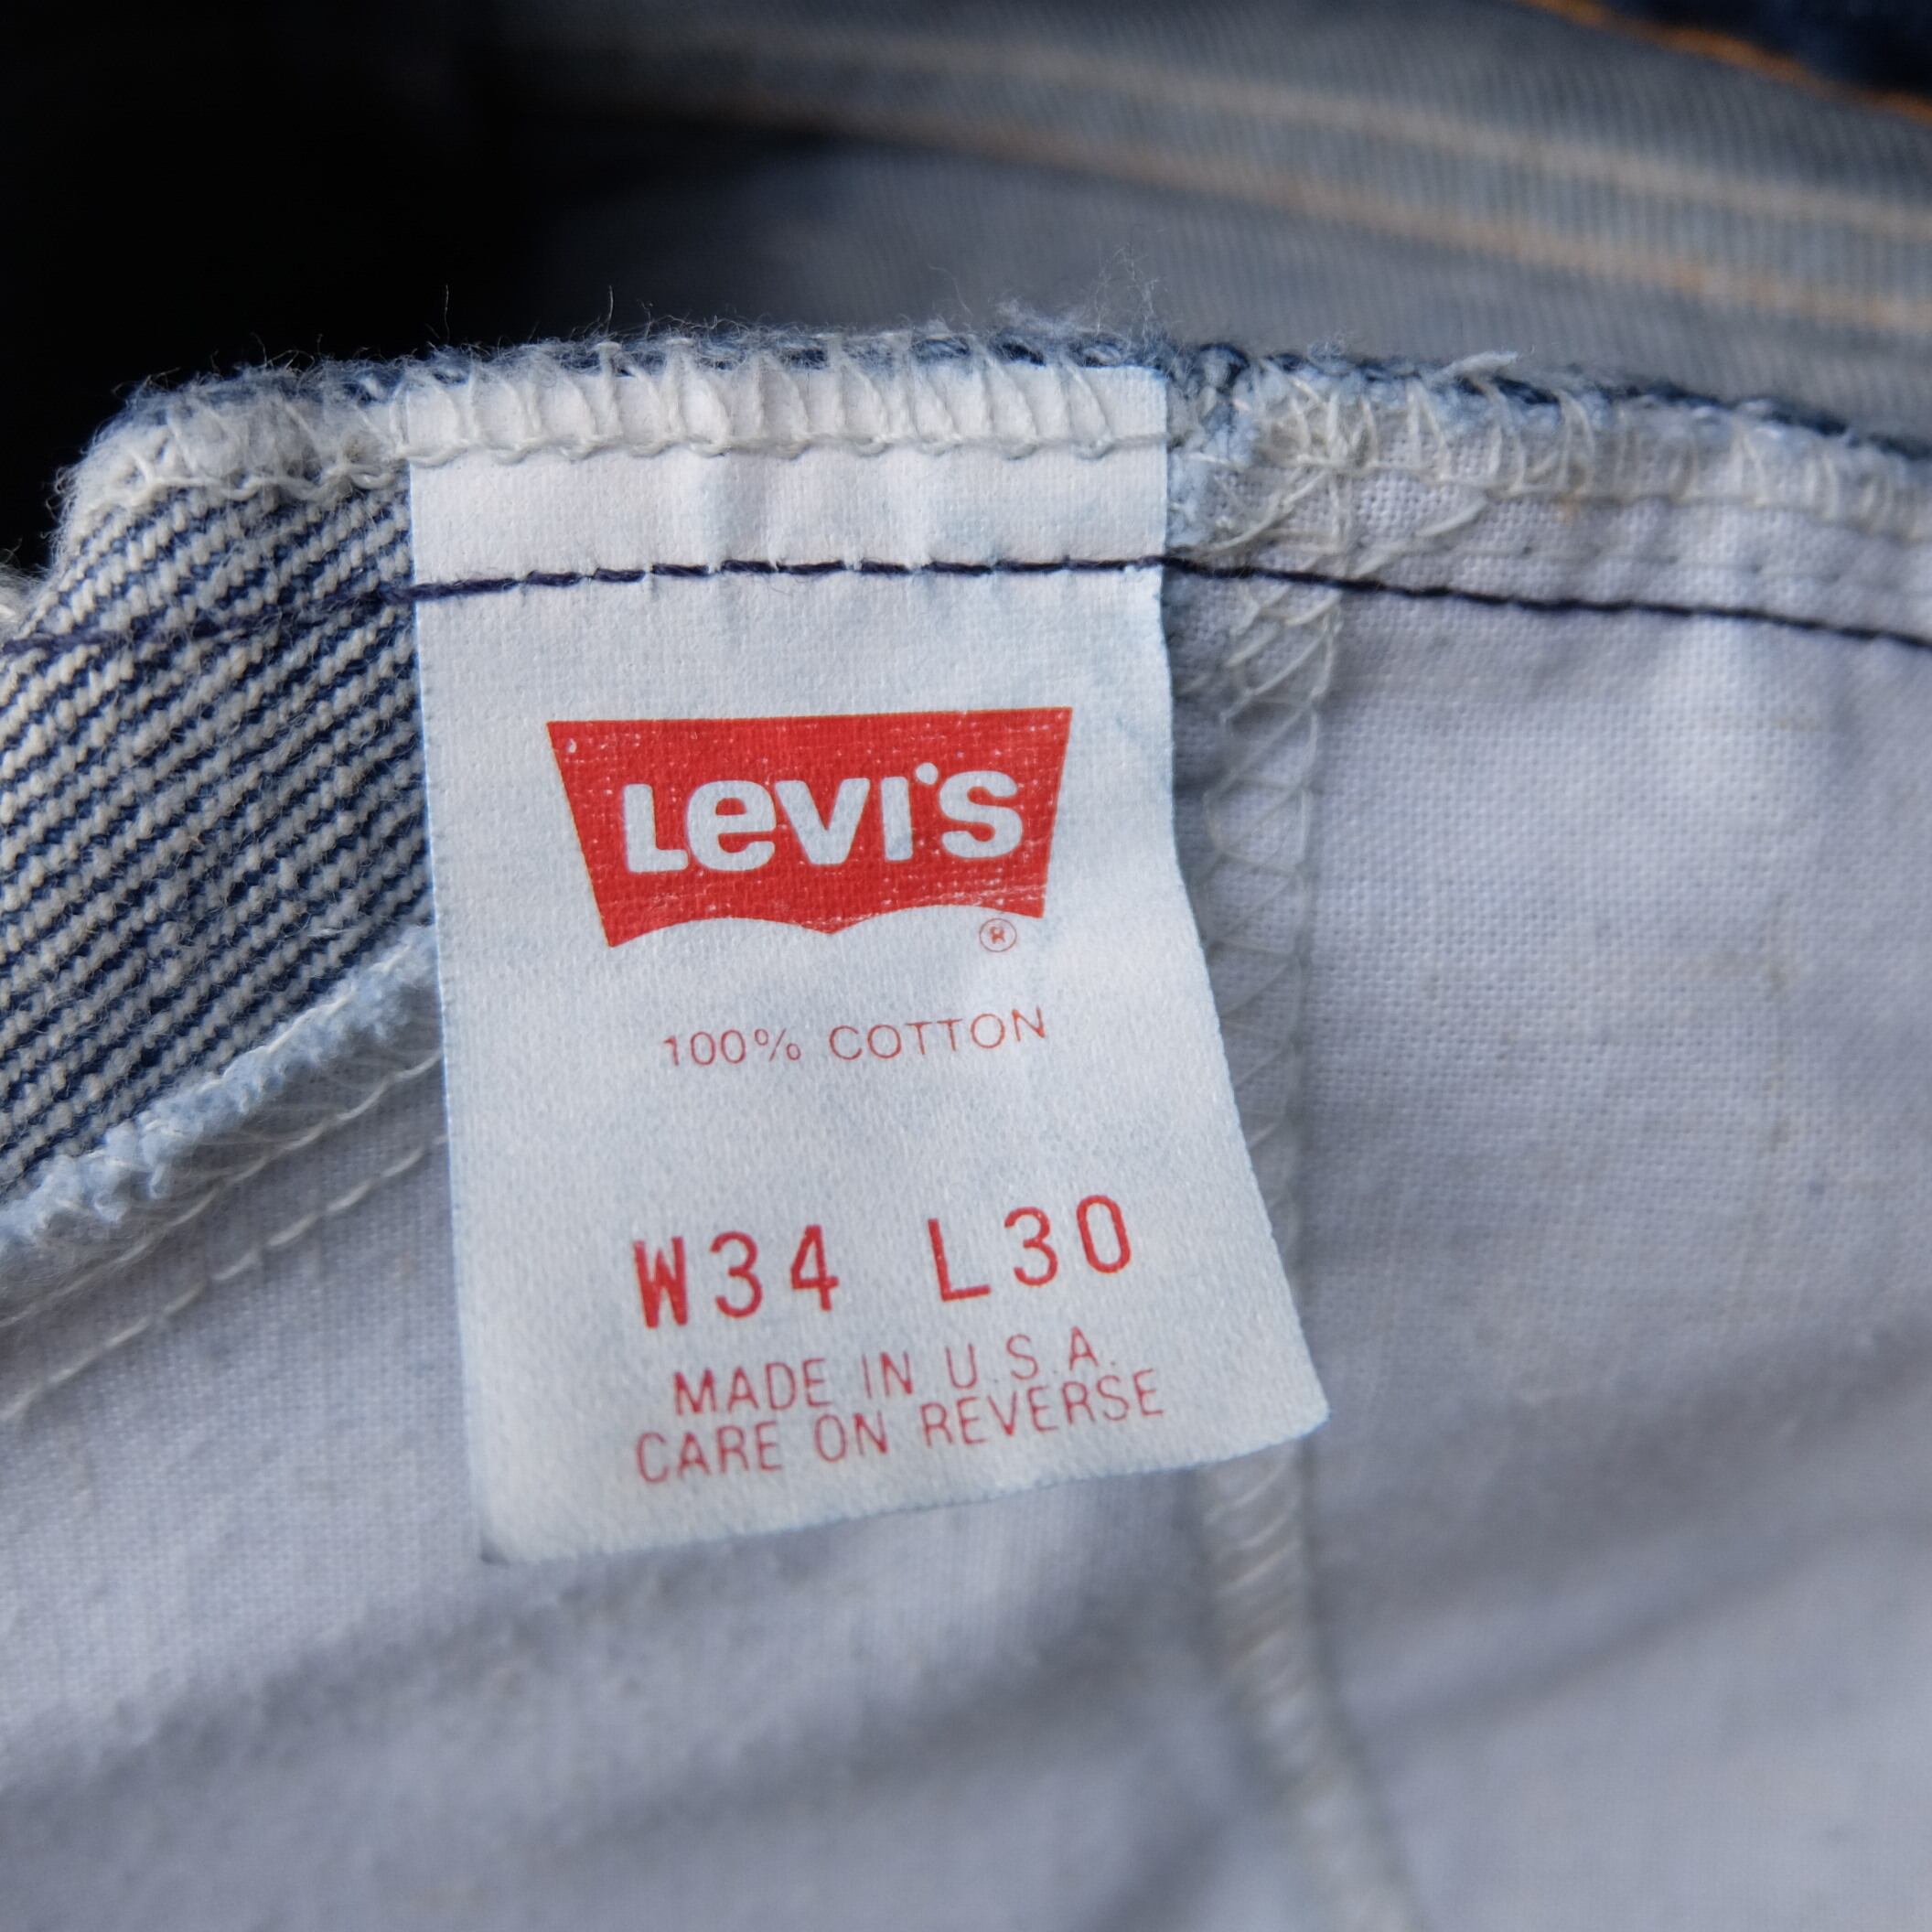 Levi's
®
100% COTTON
W34 L30
MADE IN U.S.A.
CARE ON REVERSE